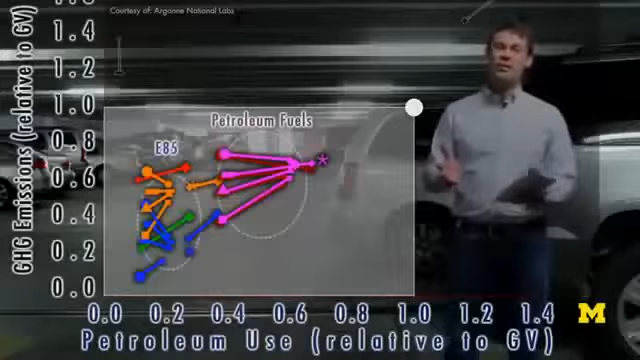 Courtesy of: Argonne National Labs
GHG Emissions (relative to GV)
1.4
1.2
1.0
0.8
0.6
0.4
0.2
0.0
Petroleum Fuels
E85
*
0.0 0.2 0.4 0.6 0.8 1.0 1.2 1.4
Petroleum Use (relative to GV)
M